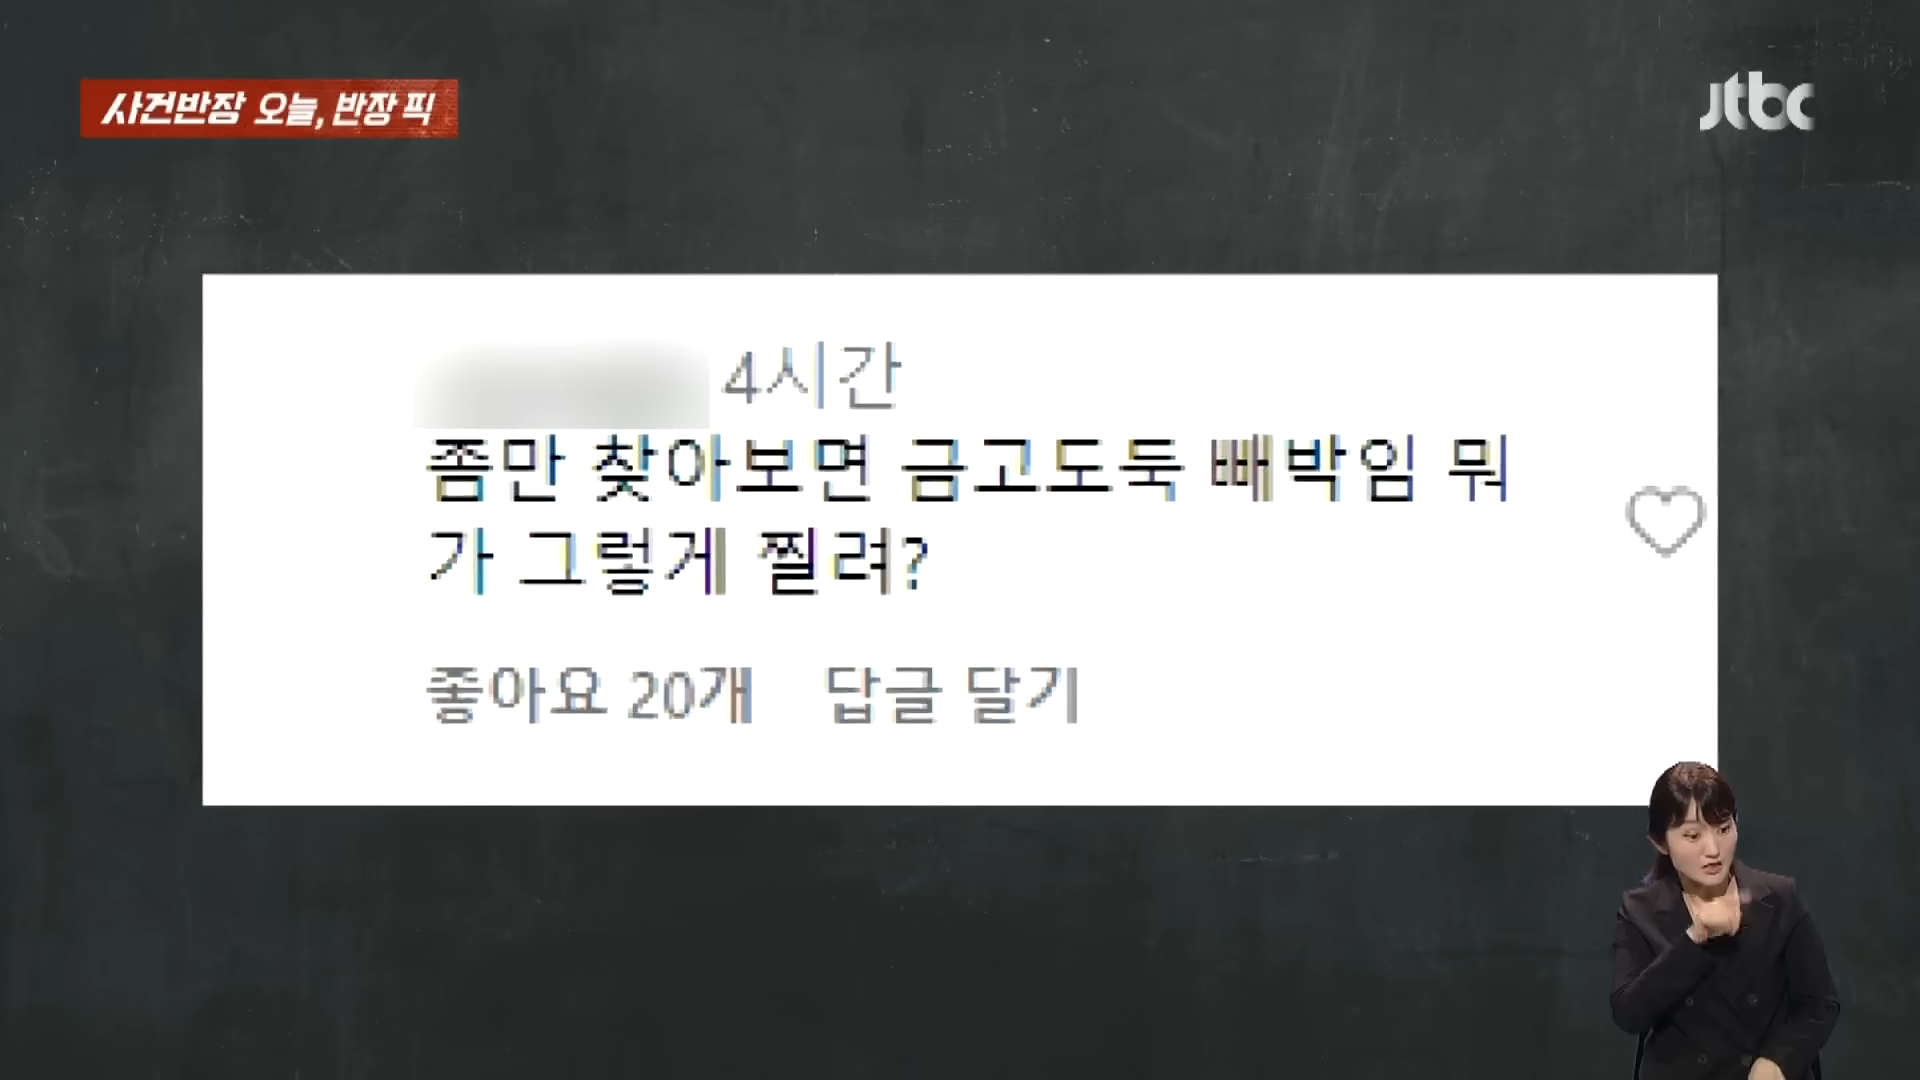 사건반장 오늘, 반장 픽
jtbc
4시간
좀만 찾아보면 금고도둑 빼박임 뭐
가 그렇게 찔려?
좋아요 20개 답글 달기